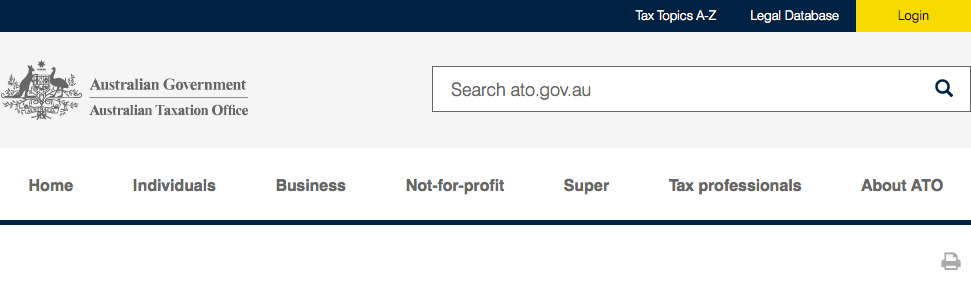 Tax Topics A-Z Legal Database Login
Australian Government
Australian Taxation Office
Search ato.gov.au
Home Individuals Business Not-for-profit Super Tax professionals About ATO